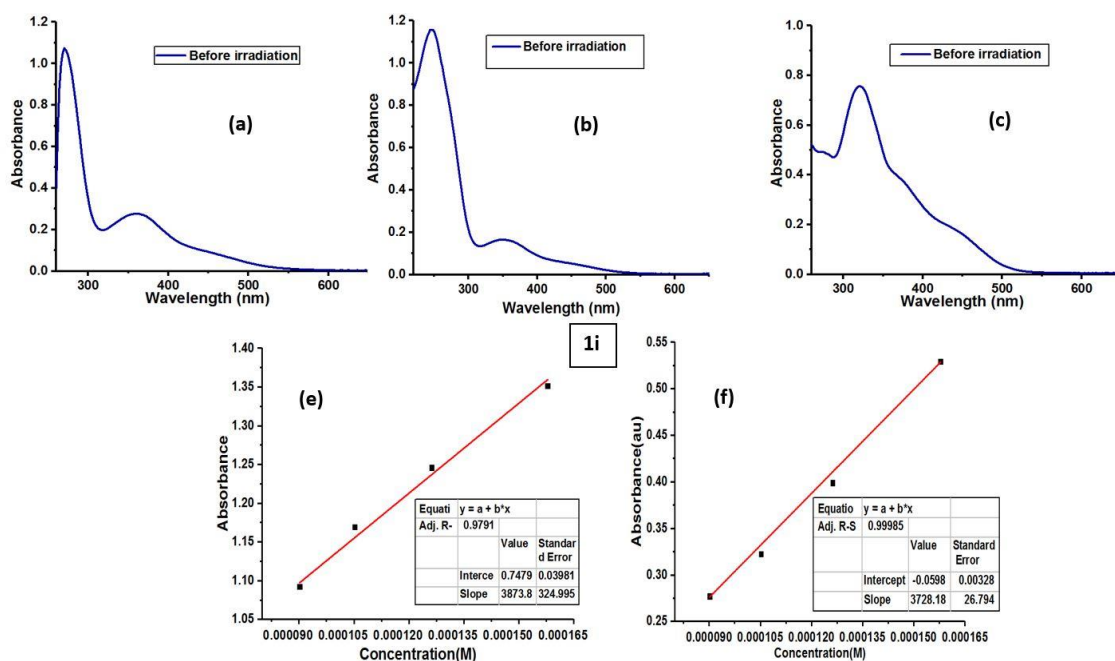 Before irradiation
(a)
Absorbance
1.2
1.0
0.8
0.6
0.4
0.2
0.0
300 400 500 600
Wavelength (nm)
Before irradiation
(b)
Absorbance
1.2
1.0
0.8
0.6
0.4
0.2
0.0
300 400 500 600
Wavelength (nm)
Before irradiation
(c)
Absorbance
1.0
0.8
0.6
0.4
0.2
0.0
300 400 500 600
Wavelength (nm)
1i
(e)
Absorbance
1.40
1.35
1.30
1.25
1.20
1.15
1.10
1.05
0.000090 0.000105 0.000120 0.000135 0.000150 0.000165
Concentration(M)
Equati y = a + b*x
Adj. R- 0.9791
Value Standar
d Error
Interce 0.7479 0.03981
Slope 3873.8 324.995
(f)
Absorbance(au)
0.55
0.50
0.45
0.40
0.35
0.30
0.25
0.000090 0.000105 0.000120 0.000135 0.000150 0.000165
Concentration(M)
Equatio y = a + b*x
Adj. R-S 0.99985
Value Standard
Error
Intercept -0.0598 0.00328
Slope 3728.18 26.794